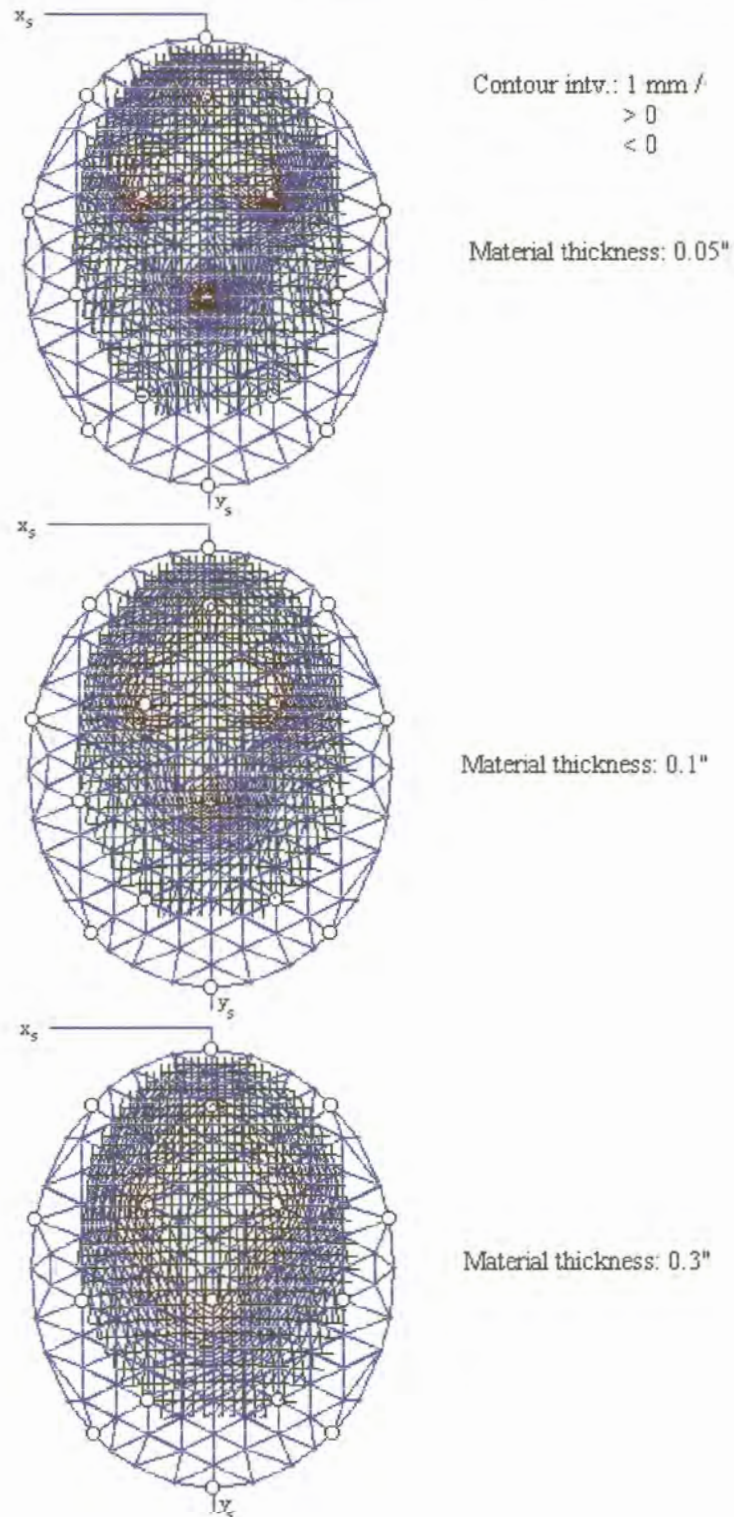 x_s
Contour intv.: 1 mm /
> 0
< 0
Material thickness: 0.05"
y_s
x_s
Material thickness: 0.1"
y_s
x_s
Material thickness: 0.3"
y_s